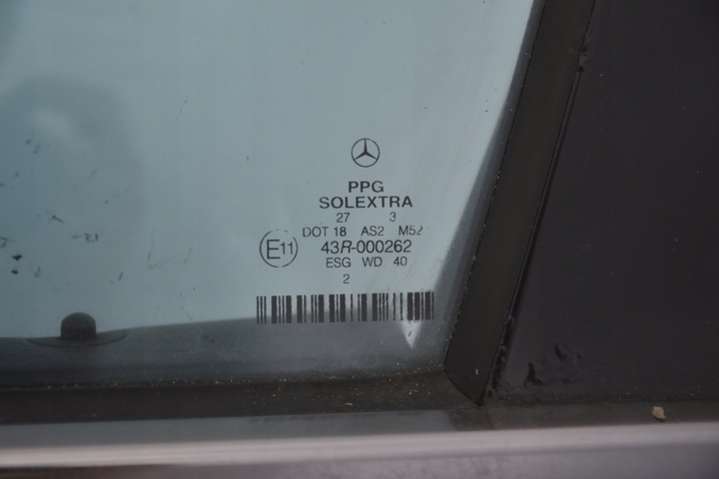 PPG
SOLEXTRA
27 3
DOT 18 AS2 M52
E11 43R-000262
ESG WD 40
2